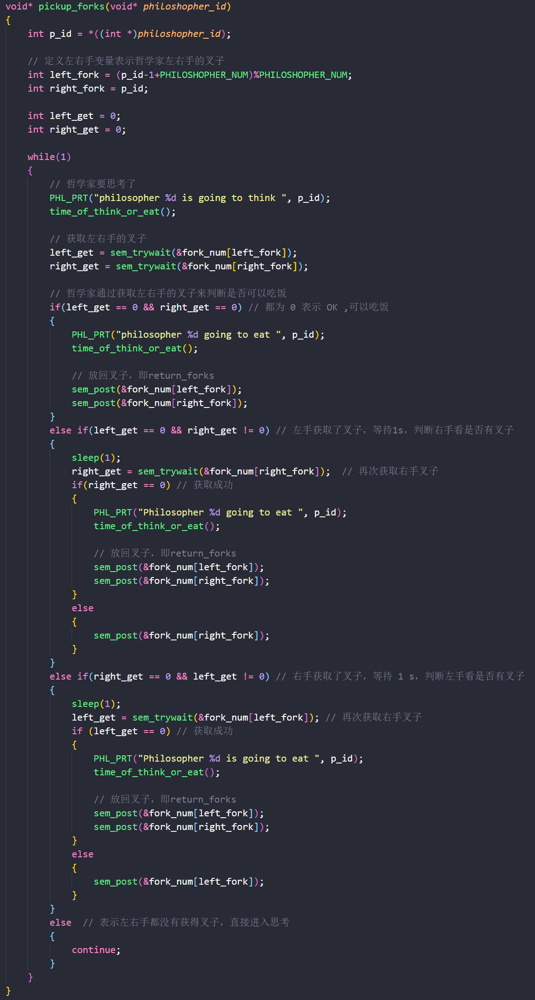 void* pickup_forks(void* philoshopher_id)
{
    int p_id = *((int *)philoshopher_id);
    // 定义左右手变量表示哲学家左右手的叉子
    int left_fork = (p_id-1+PHILOSHOPHER_NUM)%PHILOSHOPHER_NUM;
    int right_fork = p_id;
    int left_get = 0;
    int right_get = 0;
    while(1)
    {
        // 哲学家要思考了
        PHL_PRT("philosopher %d is going to think ", p_id);
        time_of_think_or_eat();
        // 获取左右手的叉子
        left_get = sem_trywait(&fork_num[left_fork]);
        right_get = sem_trywait(&fork_num[right_fork]);
        // 哲学家通过获取左右手的叉子来判断是否可以吃饭
        if(left_get == 0 && right_get == 0) // 都为 0 表示 OK ,可以吃饭
        {
            PHL_PRT("philosopher %d going to eat ", p_id);
            time_of_think_or_eat();
            // 放回叉子，即return_forks
            sem_post(&fork_num[left_fork]);
            sem_post(&fork_num[right_fork]);
        }
        else if(left_get == 0 && right_get != 0) // 左手获取了叉子，等待1s，判断右手看是否有叉子
        {
            sleep(1);
            right_get = sem_trywait(&fork_num[right_fork]);  // 再次获取右手叉子
            if(right_get == 0) // 获取成功
            {
                PHL_PRT("Philosopher %d going to eat ", p_id);
                time_of_think_or_eat();
                // 放回叉子，即return_forks
                sem_post(&fork_num[left_fork]);
                sem_post(&fork_num[right_fork]);
            }
            else
            {
                sem_post(&fork_num[right_fork]);
            }
        }
        else if(right_get == 0 && left_get != 0) // 右手获取了叉子，等待 1 s，判断左手看是否有叉子
        {
            sleep(1);
            left_get = sem_trywait(&fork_num[left_fork]); // 再次获取右手叉子
            if (left_get == 0) // 获取成功
            {
                PHL_PRT("Philosopher %d is going to eat ", p_id);
                time_of_think_or_eat();
                // 放回叉子，即return_forks
                sem_post(&fork_num[left_fork]);
                sem_post(&fork_num[right_fork]);
            }
            else
            {
                sem_post(&fork_num[left_fork]);
            }
        }
        else  // 表示左右手都没有获得叉子，直接进入思考
        {
            continue;
        }
    }
}